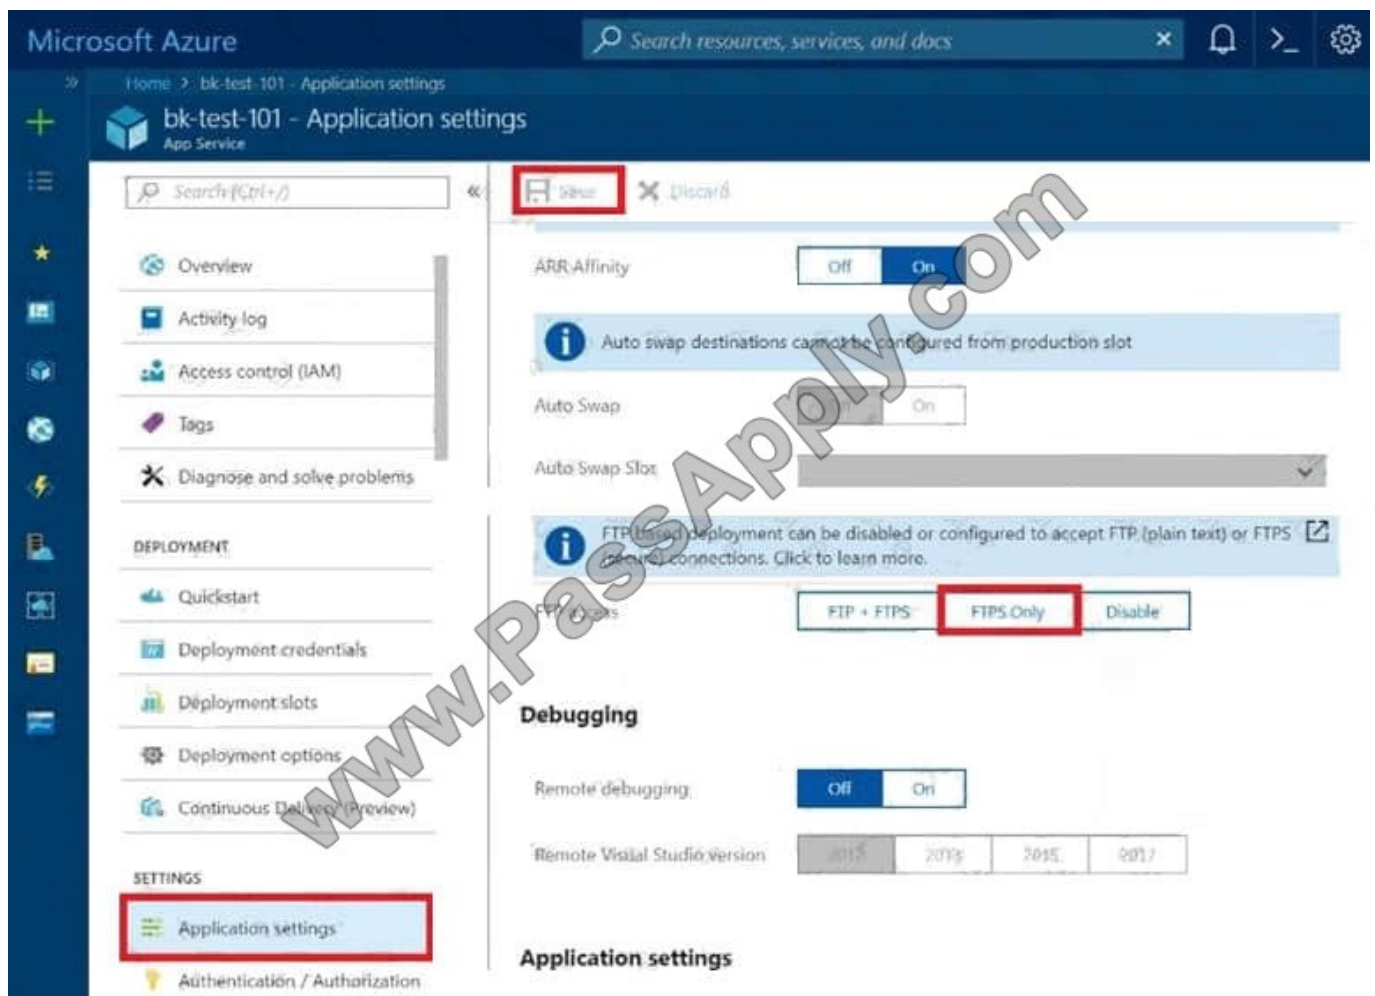 Microsoft Azure
Search resources, services, and docs
Home > bk-test-101 - Application settings
bk-test-101 - Application settings
App Service
Search (Ctrl+/)
Overview
Activity log
Access control (IAM)
Tags
Diagnose and solve problems
DEPLOYMENT
Quickstart
Deployment credentials
Deployment slots
Deployment options
Continuous Delivery (Preview)
SETTINGS
Application settings
Authentication / Authorization
Save Discard
ARR Affinity Off On
Auto swap destinations cannot be configured from production slot
Auto Swap On
Auto Swap Slot
FTP based deployment can be disabled or configured to accept FTP (plain text) or FTPS
(secure) connections. Click to learn more.
FTP access FTP + FTPS FTPS Only Disable
Debugging
Remote debugging Off On
Remote Visual Studio version 2012 2013 2015 2017
Application settings
www.PassApply.com